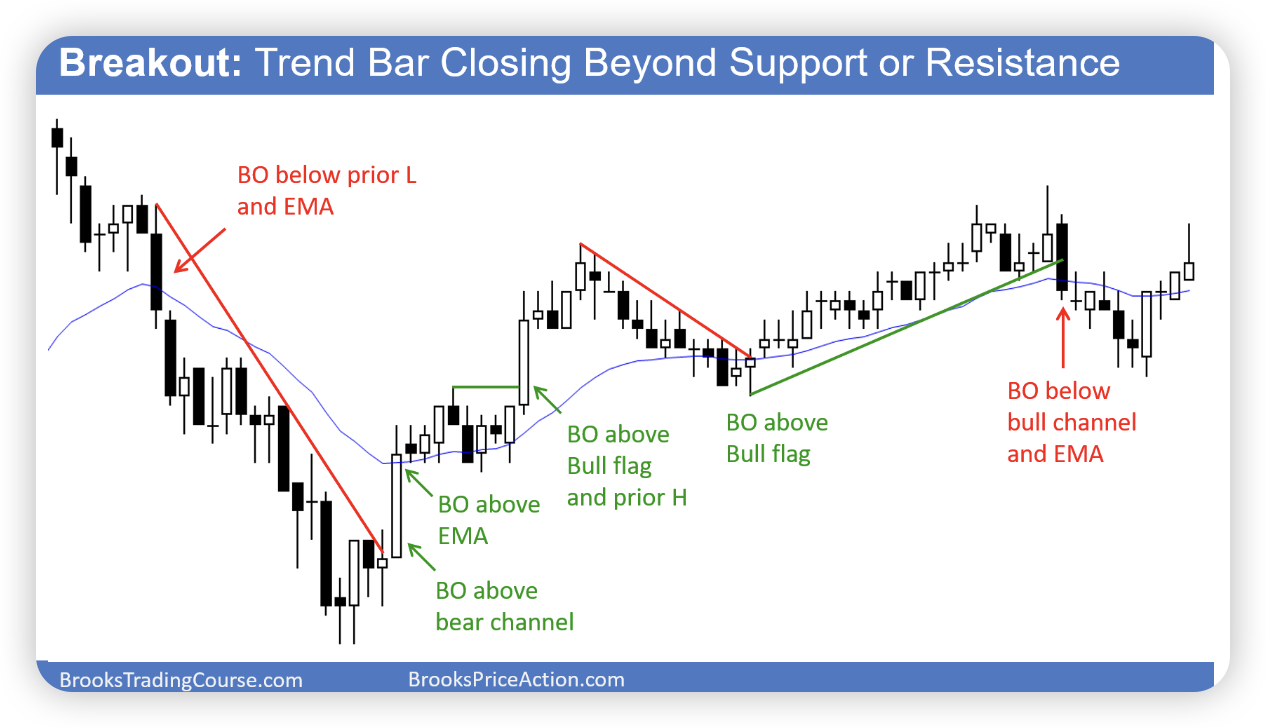 Breakout: Trend Bar Closing Beyond Support or Resistance
BO below prior L
and EMA
BO above
Bull flag
and prior H
BO above
EMA
BO above
bear channel
BO above
Bull flag
BO below
bull channel
and EMA
BrooksTradingCourse.com
BrooksPriceAction.com